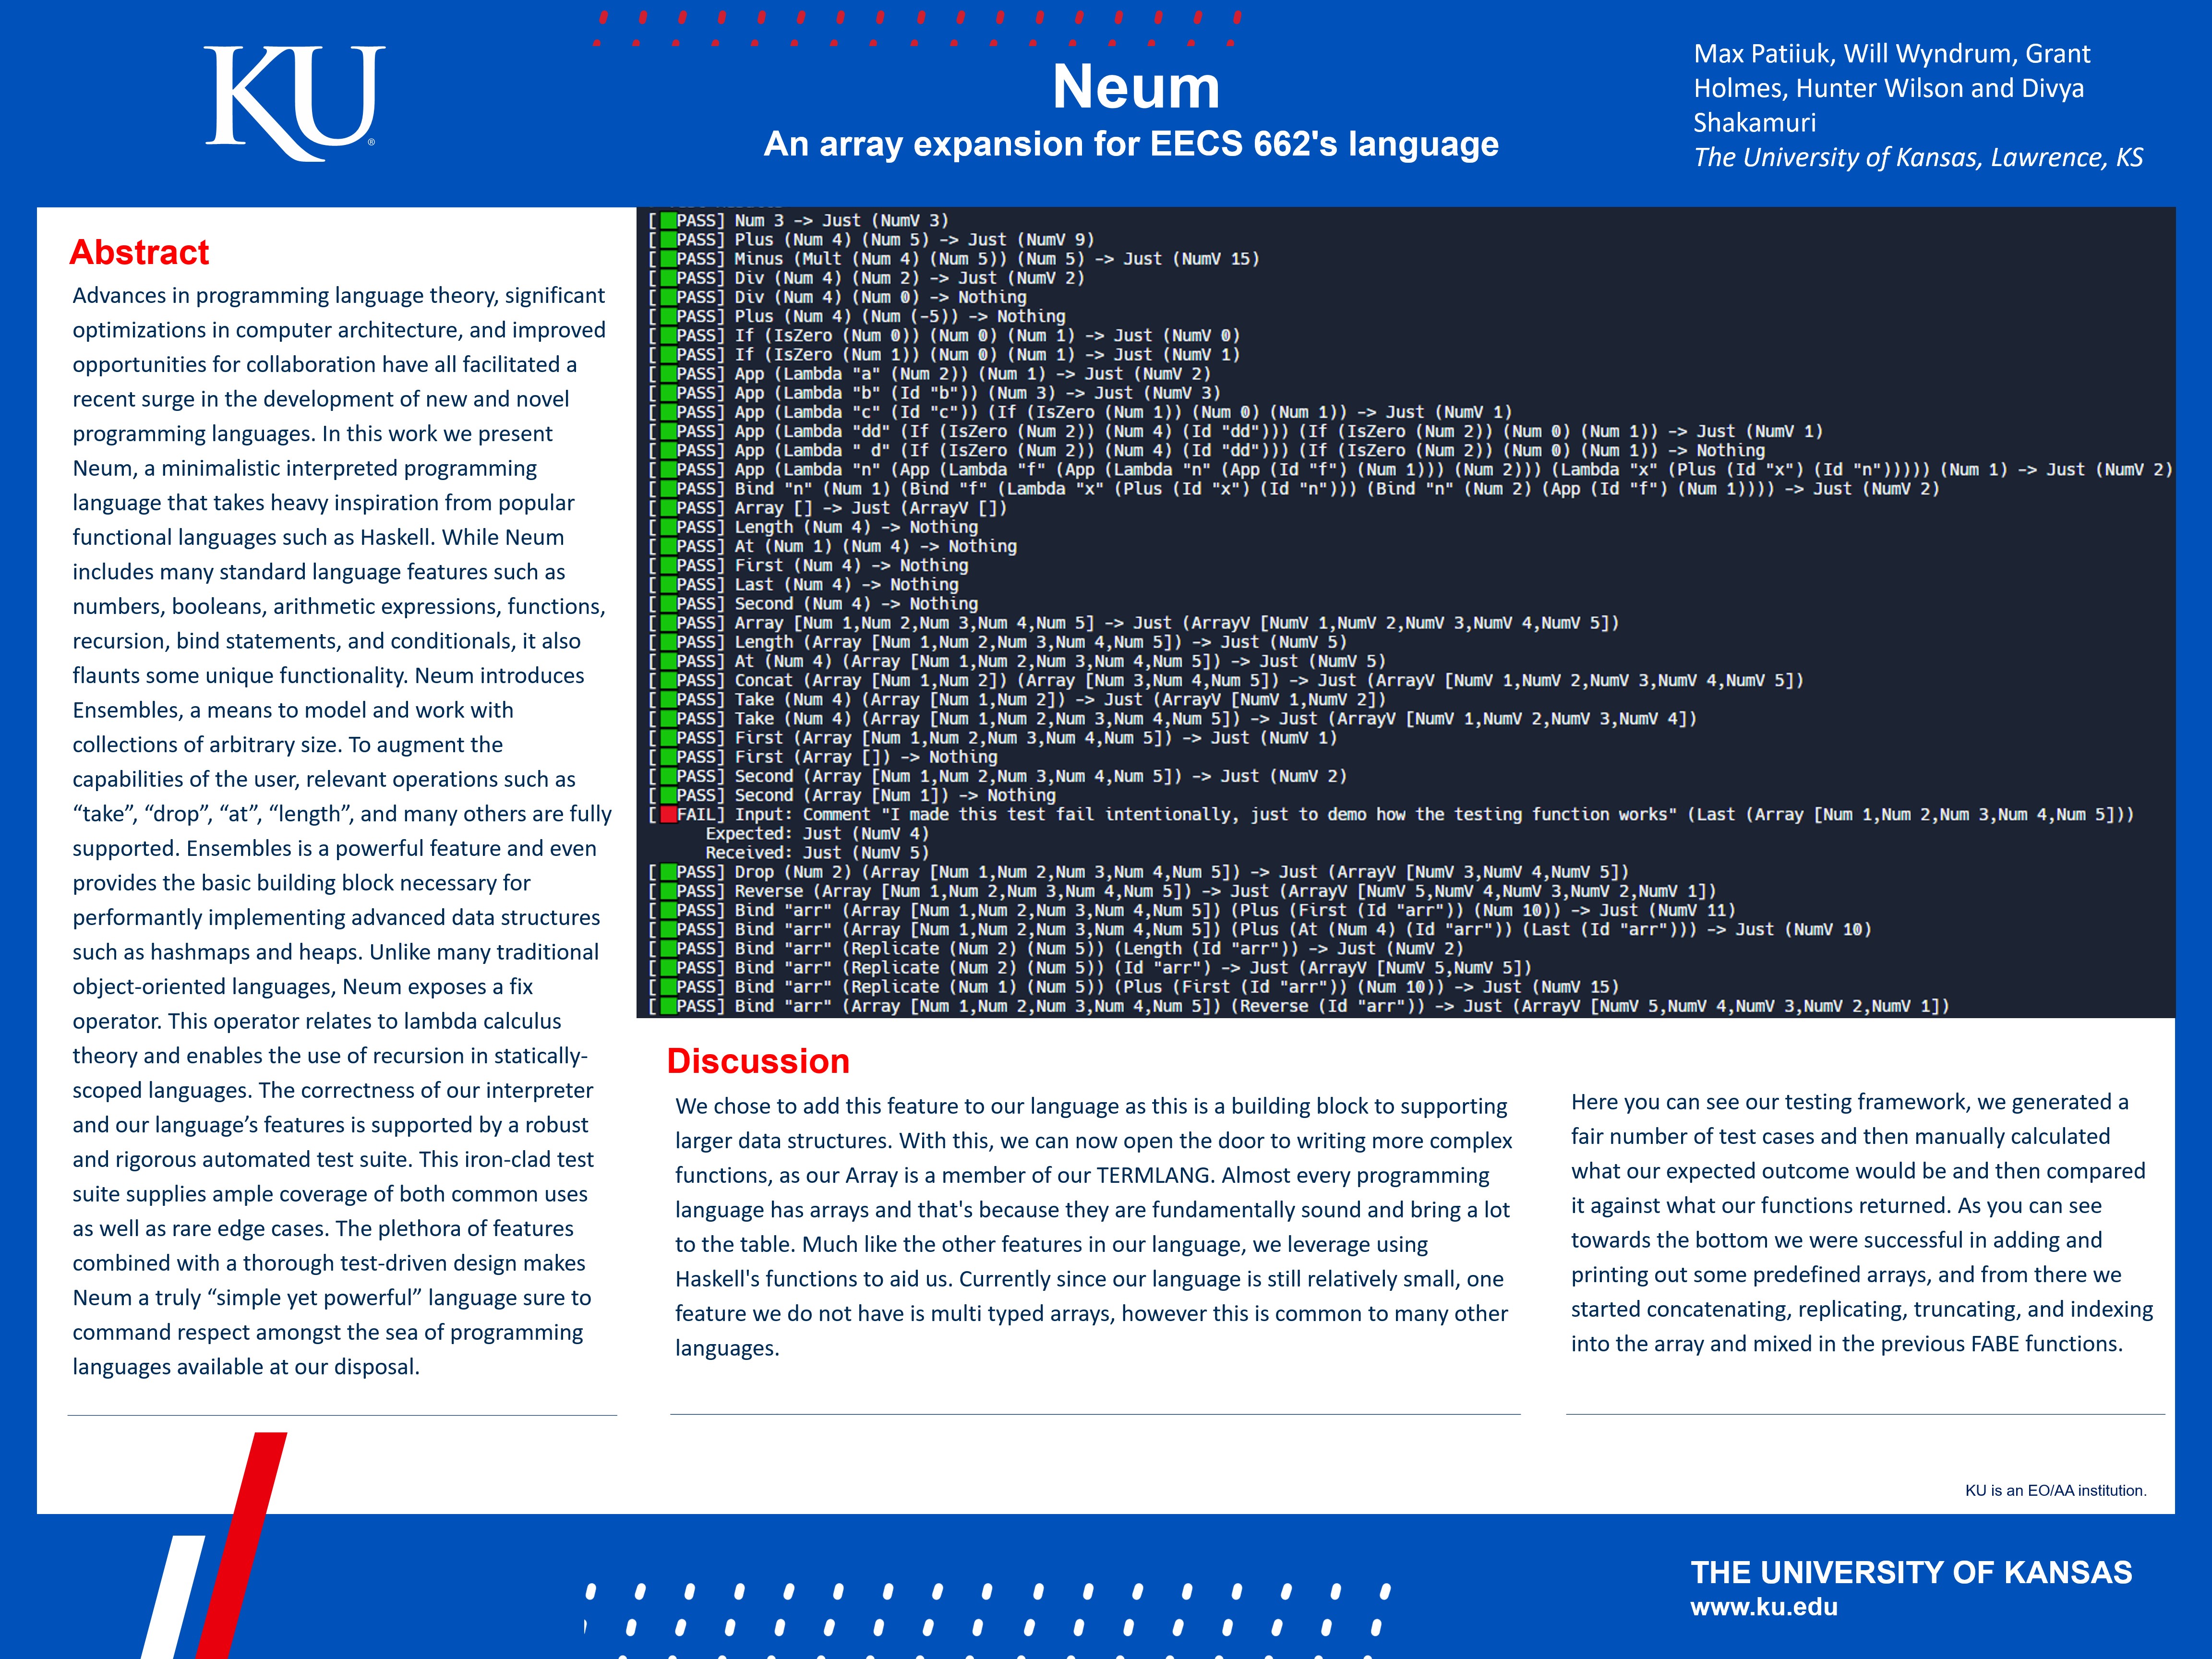 KU
®
Neum
An array expansion for EECS 662's language
Max Patiiuk, Will Wyndrum, Grant
Holmes, Hunter Wilson and Divya
Shakamuri
The University of Kansas, Lawrence, KS
Abstract
Advances in programming language theory, significant
optimizations in computer architecture, and improved
opportunities for collaboration have all facilitated a
recent surge in the development of new and novel
programming languages. In this work we present
Neum, a minimalistic interpreted programming
language that takes heavy inspiration from popular
functional languages such as Haskell. While Neum
includes many standard language features such as
numbers, booleans, arithmetic expressions, functions,
recursion, bind statements, and conditionals, it also
flaunts some unique functionality. Neum introduces
Ensembles, a means to model and work with
collections of arbitrary size. To augment the
capabilities of the user, relevant operations such as
“take”, “drop”, “at”, “length”, and many others are fully
supported. Ensembles is a powerful feature and even
provides the basic building block necessary for
performantly implementing advanced data structures
such as hashmaps and heaps. Unlike many traditional
object-oriented languages, Neum exposes a fix
operator. This operator relates to lambda calculus
theory and enables the use of recursion in statically-
scoped languages. The correctness of our interpreter
and our language’s features is supported by a robust
and rigorous automated test suite. This iron-clad test
suite supplies ample coverage of both common uses
as well as rare edge cases. The plethora of features
combined with a thorough test-driven design makes
Neum a truly “simple yet powerful” language sure to
command respect amongst the sea of programming
languages available at our disposal.
[PASS] Num 3 -> Just (NumV 3)
[PASS] Plus (Num 4) (Num 5) -> Just (NumV 9)
[PASS] Minus (Mult (Num 4) (Num 5)) (Num 5) -> Just (NumV 15)
[PASS] Div (Num 4) (Num 2) -> Just (NumV 2)
[PASS] Div (Num 4) (Num 0) -> Nothing
[PASS] Plus (Num 4) (Num (-5)) -> Nothing
[PASS] If (IsZero (Num 0)) (Num 0) (Num 1) -> Just (NumV 0)
[PASS] If (IsZero (Num 1)) (Num 0) (Num 1) -> Just (NumV 1)
[PASS] App (Lambda "a" (Num 2)) (Num 1) -> Just (NumV 2)
[PASS] App (Lambda "b" (Id "b")) (Num 3) -> Just (NumV 3)
[PASS] App (Lambda "c" (Id "c")) (If (IsZero (Num 1)) (Num 0) (Num 1)) -> Just (NumV 1)
[PASS] App (Lambda "dd" (If (IsZero (Num 2)) (Num 4) (Id "dd"))) (If (IsZero (Num 2)) (Num 0) (Num 1)) -> Just (NumV 1)
[PASS] App (Lambda " d" (If (IsZero (Num 2)) (Num 4) (Id "dd"))) (If (IsZero (Num 2)) (Num 0) (Num 1)) -> Nothing
[PASS] App (Lambda "n" (App (Lambda "f" (App (Lambda "n" (App (Id "f") (Num 1))) (Num 2))) (Lambda "x" (Plus (Id "x") (Id "n"))))) (Num 1) -> Just (NumV 2)
[PASS] Bind "n" (Num 1) (Bind "f" (Lambda "x" (Plus (Id "x") (Id "n"))) (Bind "n" (Num 2) (App (Id "f") (Num 1)))) -> Just (NumV 2)
[PASS] Array [] -> Just (ArrayV [])
[PASS] Length (Num 4) -> Nothing
[PASS] At (Num 1) (Num 4) -> Nothing
[PASS] First (Num 4) -> Nothing
[PASS] Last (Num 4) -> Nothing
[PASS] Second (Num 4) -> Nothing
[PASS] Array [Num 1,Num 2,Num 3,Num 4,Num 5] -> Just (ArrayV [NumV 1,NumV 2,NumV 3,NumV 4,NumV 5])
[PASS] Length (Array [Num 1,Num 2,Num 3,Num 4,Num 5]) -> Just (NumV 5)
[PASS] At (Num 4) (Array [Num 1,Num 2,Num 3,Num 4,Num 5]) -> Just (NumV 5)
[PASS] Concat (Array [Num 1,Num 2]) (Array [Num 3,Num 4,Num 5]) -> Just (ArrayV [NumV 1,NumV 2,NumV 3,NumV 4,NumV 5])
[PASS] Take (Num 4) (Array [Num 1,Num 2]) -> Just (ArrayV [NumV 1,NumV 2])
[PASS] Take (Num 4) (Array [Num 1,Num 2,Num 3,Num 4,Num 5]) -> Just (ArrayV [NumV 1,NumV 2,NumV 3,NumV 4])
[PASS] First (Array [Num 1,Num 2,Num 3,Num 4,Num 5]) -> Just (NumV 1)
[PASS] First (Array []) -> Nothing
[PASS] Second (Array [Num 1,Num 2,Num 3,Num 4,Num 5]) -> Just (NumV 2)
[PASS] Second (Array [Num 1]) -> Nothing
[FAIL] Input: Comment "I made this test fail intentionally, just to demo how the testing function works" (Last (Array [Num 1,Num 2,Num 3,Num 4,Num 5]))
Expected: Just (NumV 4)
Received: Just (NumV 5)
[PASS] Drop (Num 2) (Array [Num 1,Num 2,Num 3,Num 4,Num 5]) -> Just (ArrayV [NumV 3,NumV 4,NumV 5])
[PASS] Reverse (Array [Num 1,Num 2,Num 3,Num 4,Num 5]) -> Just (ArrayV [NumV 5,NumV 4,NumV 3,NumV 2,NumV 1])
[PASS] Bind "arr" (Array [Num 1,Num 2,Num 3,Num 4,Num 5]) (Plus (First (Id "arr")) (Num 10)) -> Just (NumV 11)
[PASS] Bind "arr" (Array [Num 1,Num 2,Num 3,Num 4,Num 5]) (Plus (At (Num 4) (Id "arr")) (Last (Id "arr"))) -> Just (NumV 10)
[PASS] Bind "arr" (Replicate (Num 2) (Num 5)) (Length (Id "arr")) -> Just (NumV 2)
[PASS] Bind "arr" (Replicate (Num 2) (Num 5)) (Id "arr") -> Just (ArrayV [NumV 5,NumV 5])
[PASS] Bind "arr" (Replicate (Num 1) (Num 5)) (Plus (First (Id "arr")) (Num 10)) -> Just (NumV 15)
[PASS] Bind "arr" (Array [Num 1,Num 2,Num 3,Num 4,Num 5]) (Reverse (Id "arr")) -> Just (ArrayV [NumV 5,NumV 4,NumV 3,NumV 2,NumV 1])
Discussion
We chose to add this feature to our language as this is a building block to supporting
larger data structures. With this, we can now open the door to writing more complex
functions, as our Array is a member of our TERMLANG. Almost every programming
language has arrays and that's because they are fundamentally sound and bring a lot
to the table. Much like the other features in our language, we leverage using
Haskell's functions to aid us. Currently since our language is still relatively small, one
feature we do not have is multi typed arrays, however this is common to many other
languages.
Here you can see our testing framework, we generated a
fair number of test cases and then manually calculated
what our expected outcome would be and then compared
it against what our functions returned. As you can see
towards the bottom we were successful in adding and
printing out some predefined arrays, and from there we
started concatenating, replicating, truncating, and indexing
into the array and mixed in the previous FABE functions.
KU is an EO/AA institution.
THE UNIVERSITY OF KANSAS
www.ku.edu